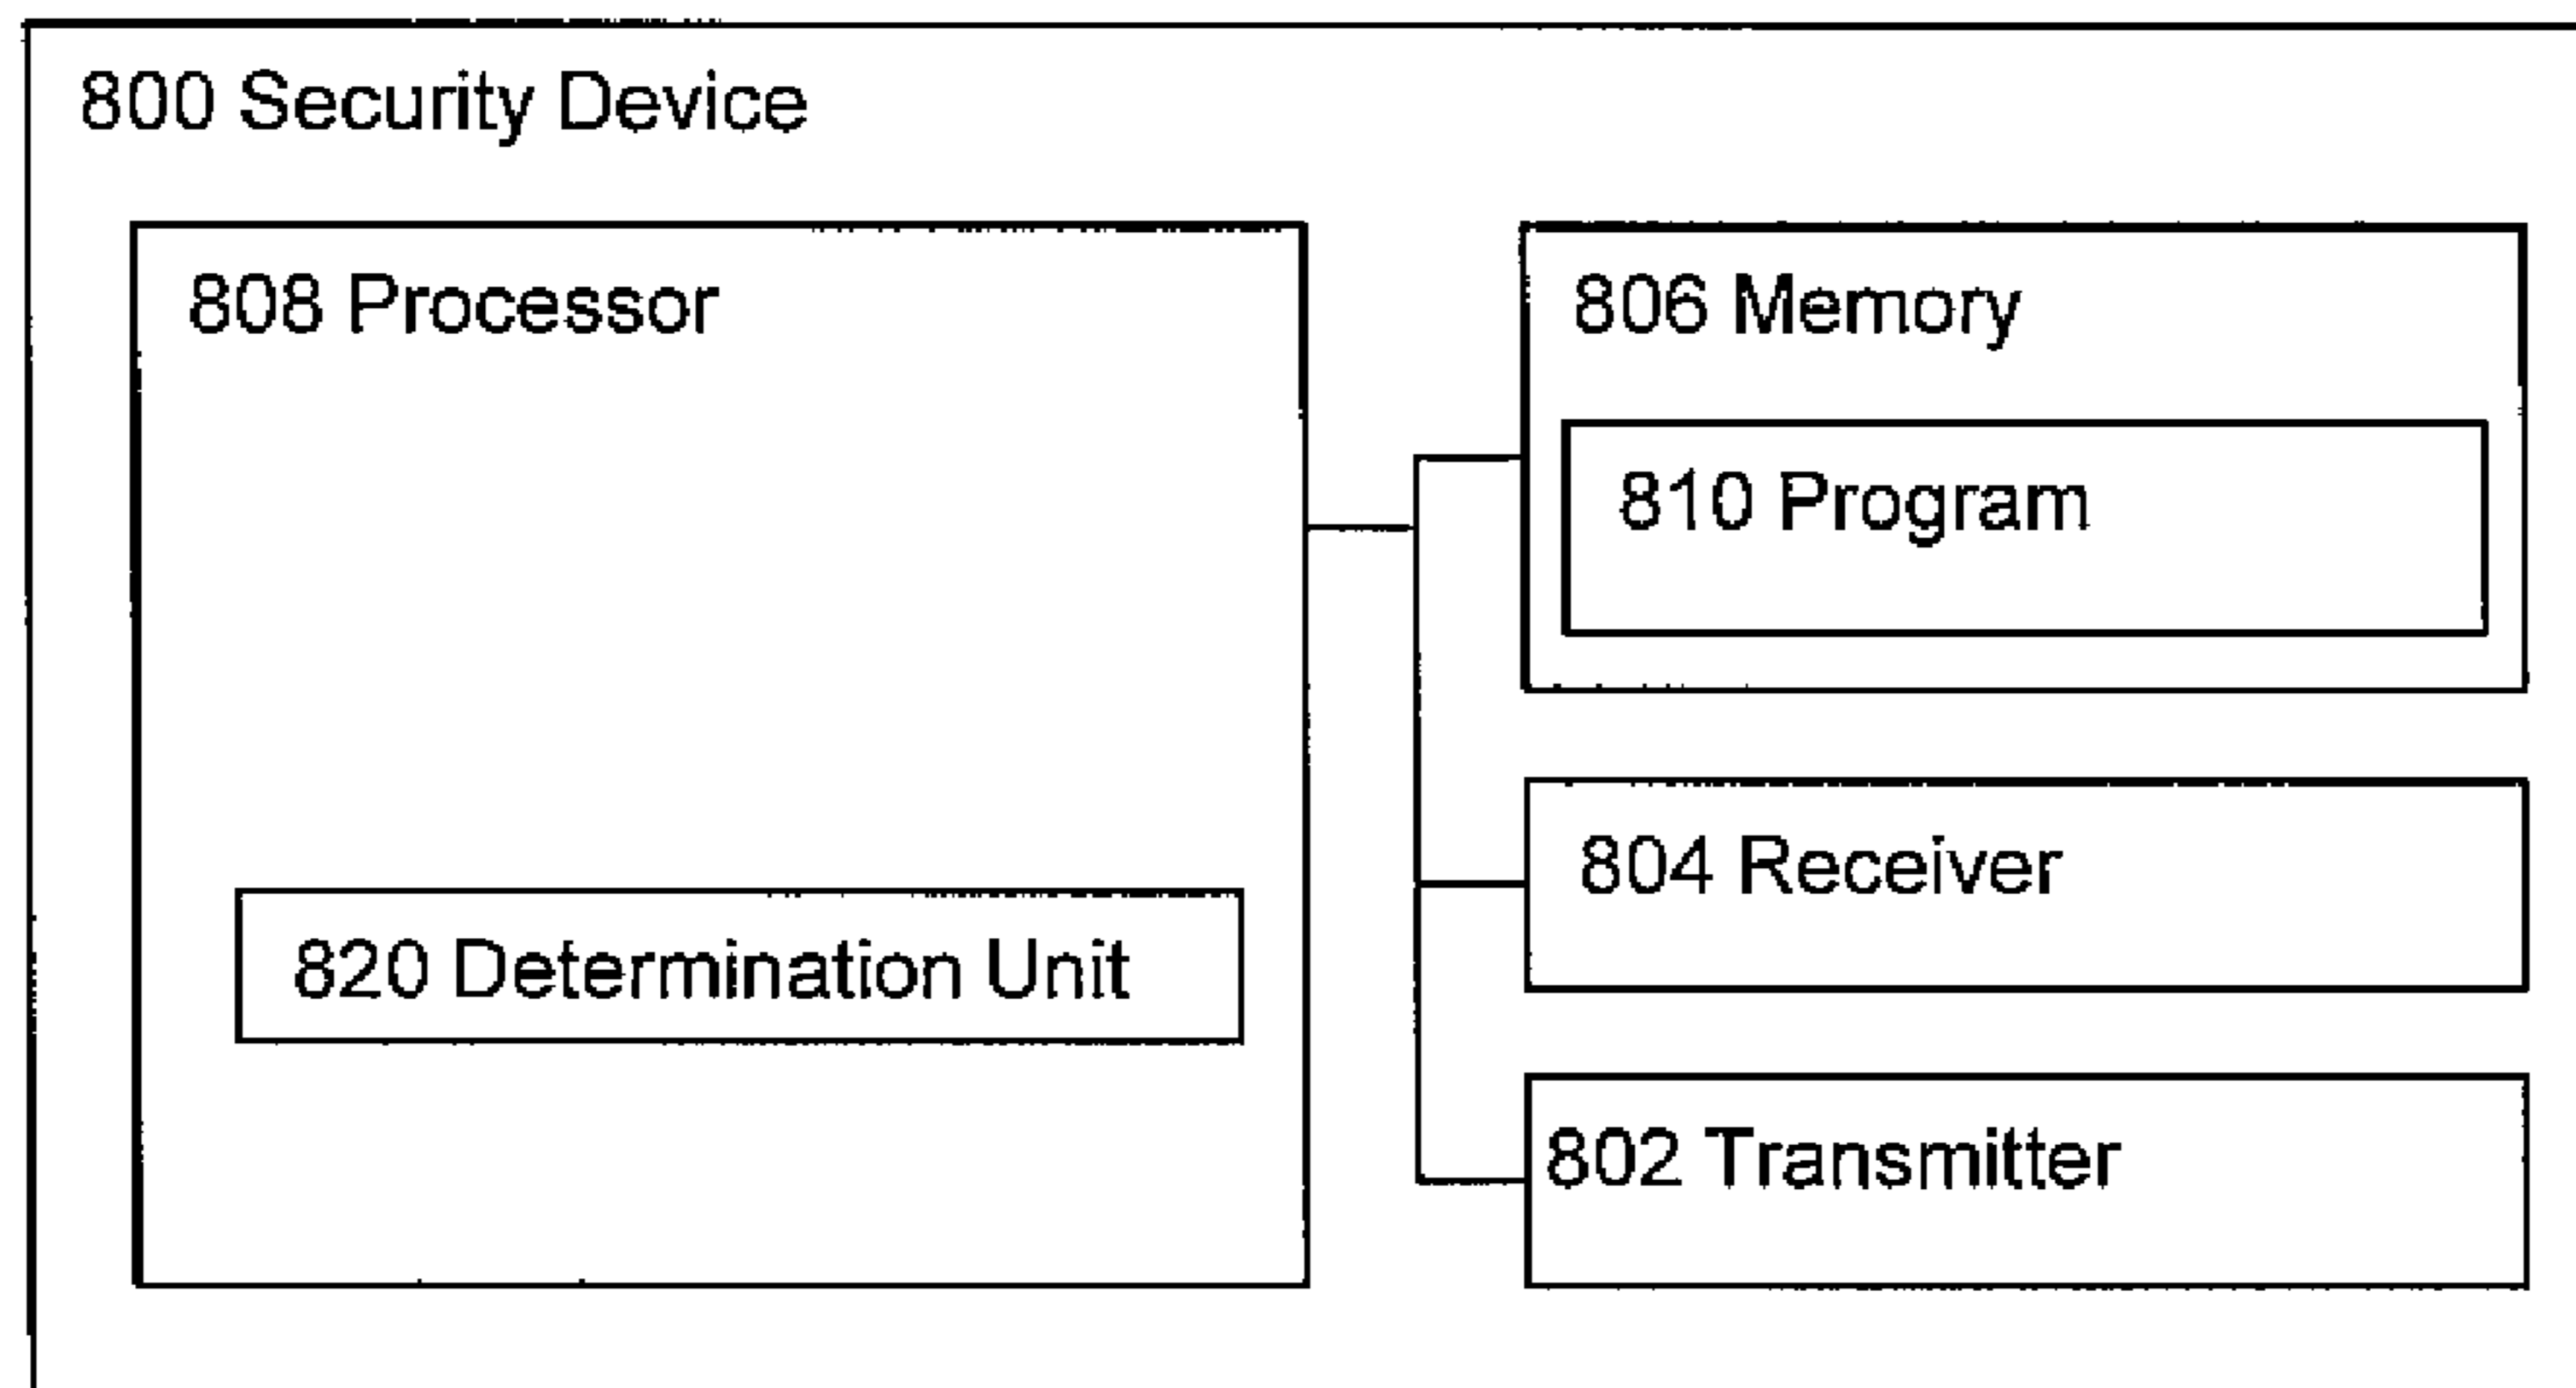 800 Security Device
808 Processor
806 Memory
810 Program
804 Receiver
820 Determination Unit
802 Transmitter